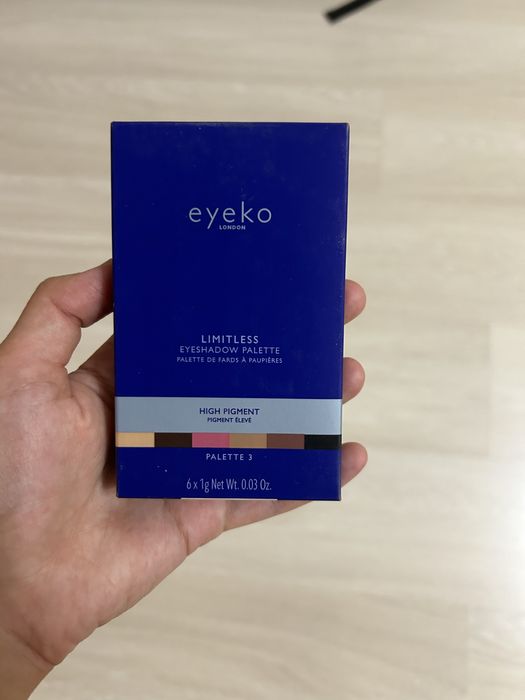 eyeko
LONDON
LIMITLESS
EYESHADOW PALETTE
PALETTE DE FARDS À PAUPIÈRES
HIGH PIGMENT
PIGMENT ÉLEVÉ
PALETTE 3
6 x 1g Net Wt. 0.03 Oz.